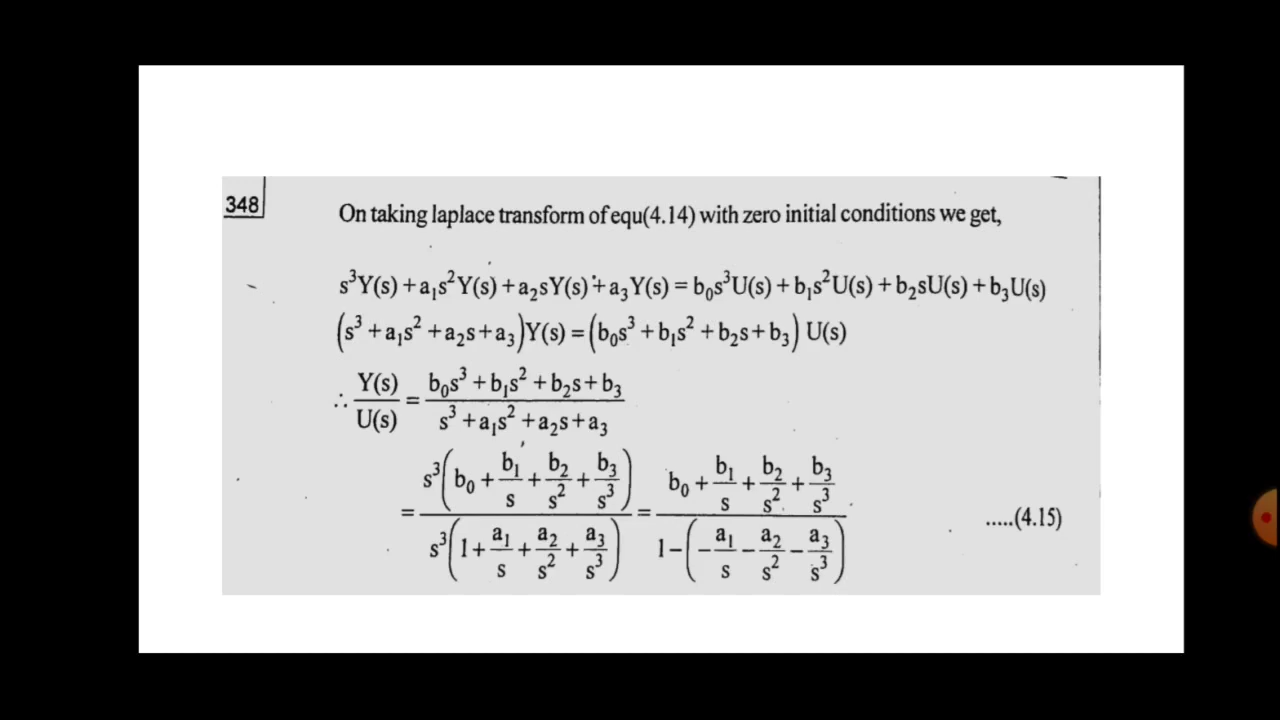 348
On taking laplace transform of equ(4.14) with zero initial conditions we get,
s³Y(s) + a₁s²Y(s) + a₂sY(s) + a₃Y(s) = b₀s³U(s) + b₁s²U(s) + b₂sU(s) + b₃U(s)
(s³ + a₁s² + a₂s + a₃)Y(s) = (b₀s³ + b₁s² + b₂s + b₃) U(s)
∴ Y(s)/U(s) = (b₀s³ + b₁s² + b₂s + b₃)/(s³ + a₁s² + a₂s + a₃)
= s³(b₀ + b₁/s + b₂/s² + b₃/s³)/s³(1 + a₁/s + a₂/s² + a₃/s³) = (b₀ + b₁/s + b₂/s² + b₃/s³)/(1 − (−a₁/s − a₂/s² − a₃/s³)) .....(4.15)